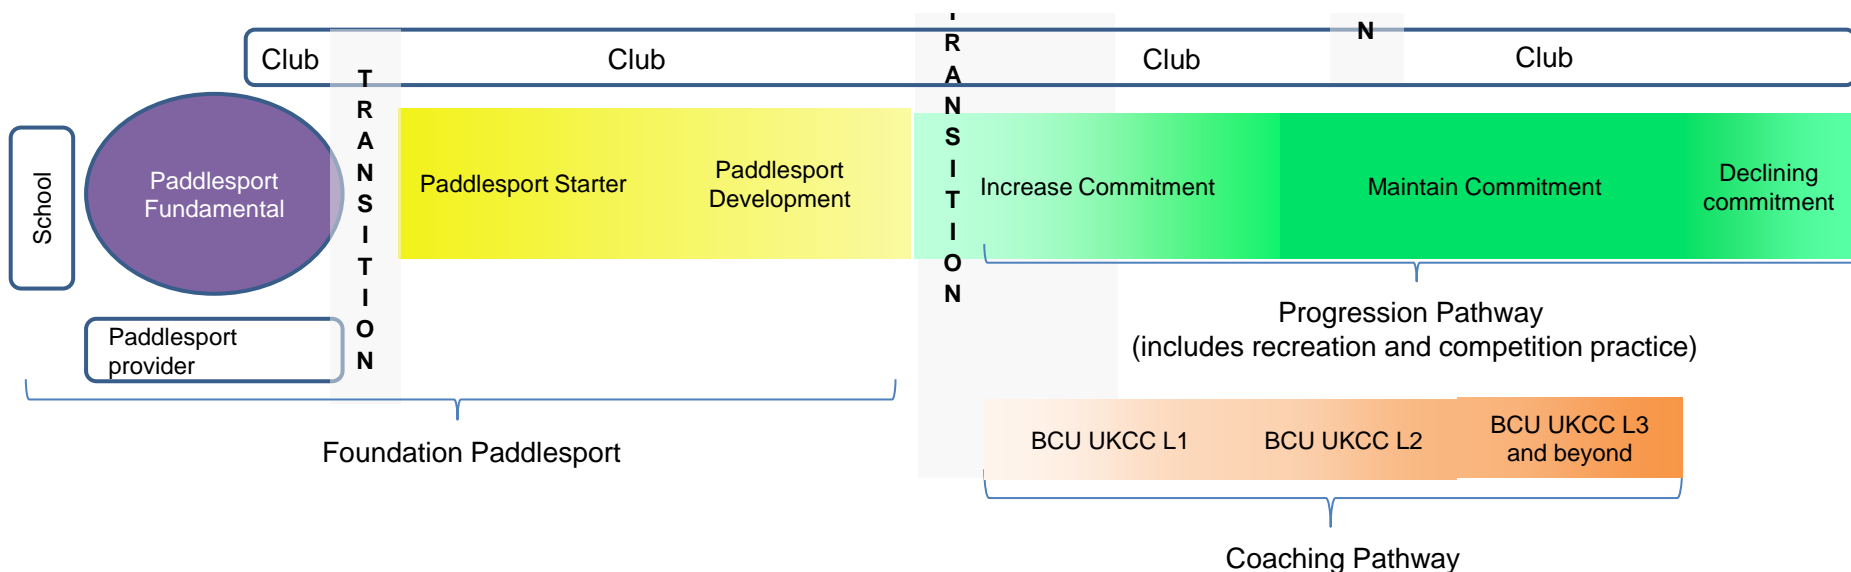 Club
Club
Club
Club
N
TRANSITION
TRANSITION
School
Paddlesport
Fundamental
Paddlesport Starter
Paddlesport
Development
Increase Commitment
Maintain Commitment
Declining
commitment
Paddlesport
provider
Progression Pathway
(includes recreation and competition practice)
Foundation Paddlesport
BCU UKCC L1
BCU UKCC L2
BCU UKCC L3
and beyond
Coaching Pathway